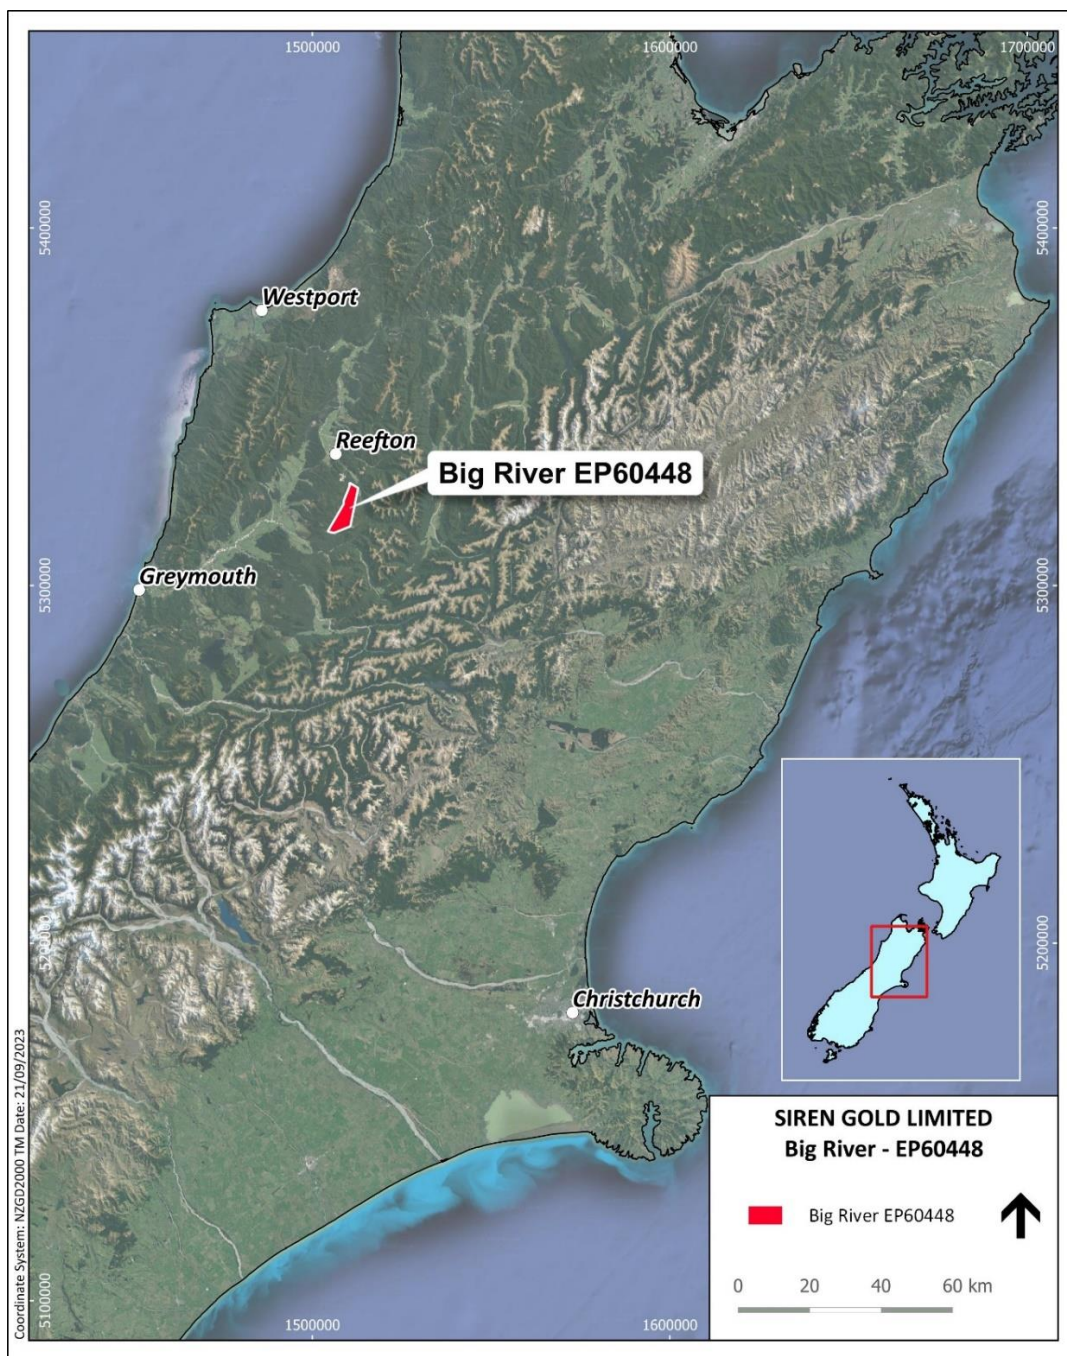 1500000
1600000
1700000
5400000
5400000
Westport
Reefton
Big River EP60448
Greymouth
5300000
5300000
5200000
5200000
Christchurch
SIREN GOLD LIMITED
Big River - EP60448
Big River EP60448
0 20 40 60 km
5100000
1500000
1600000
Coordinate System: NZGD2000 TM Date: 21/09/2023